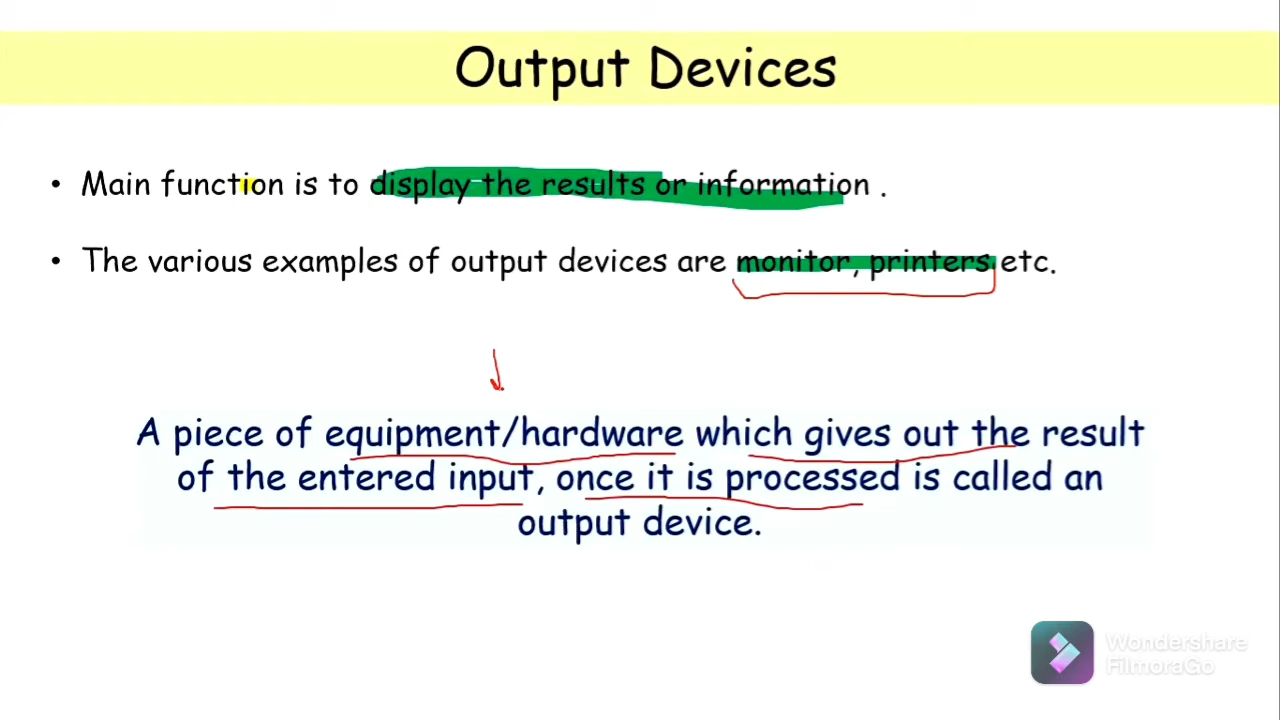 Output Devices
• Main function is to display the results or information .
• The various examples of output devices are monitor, printers etc.
A piece of equipment/hardware which gives out the result
of the entered input, once it is processed is called an
output device.
Wondershare
FilmoraGo